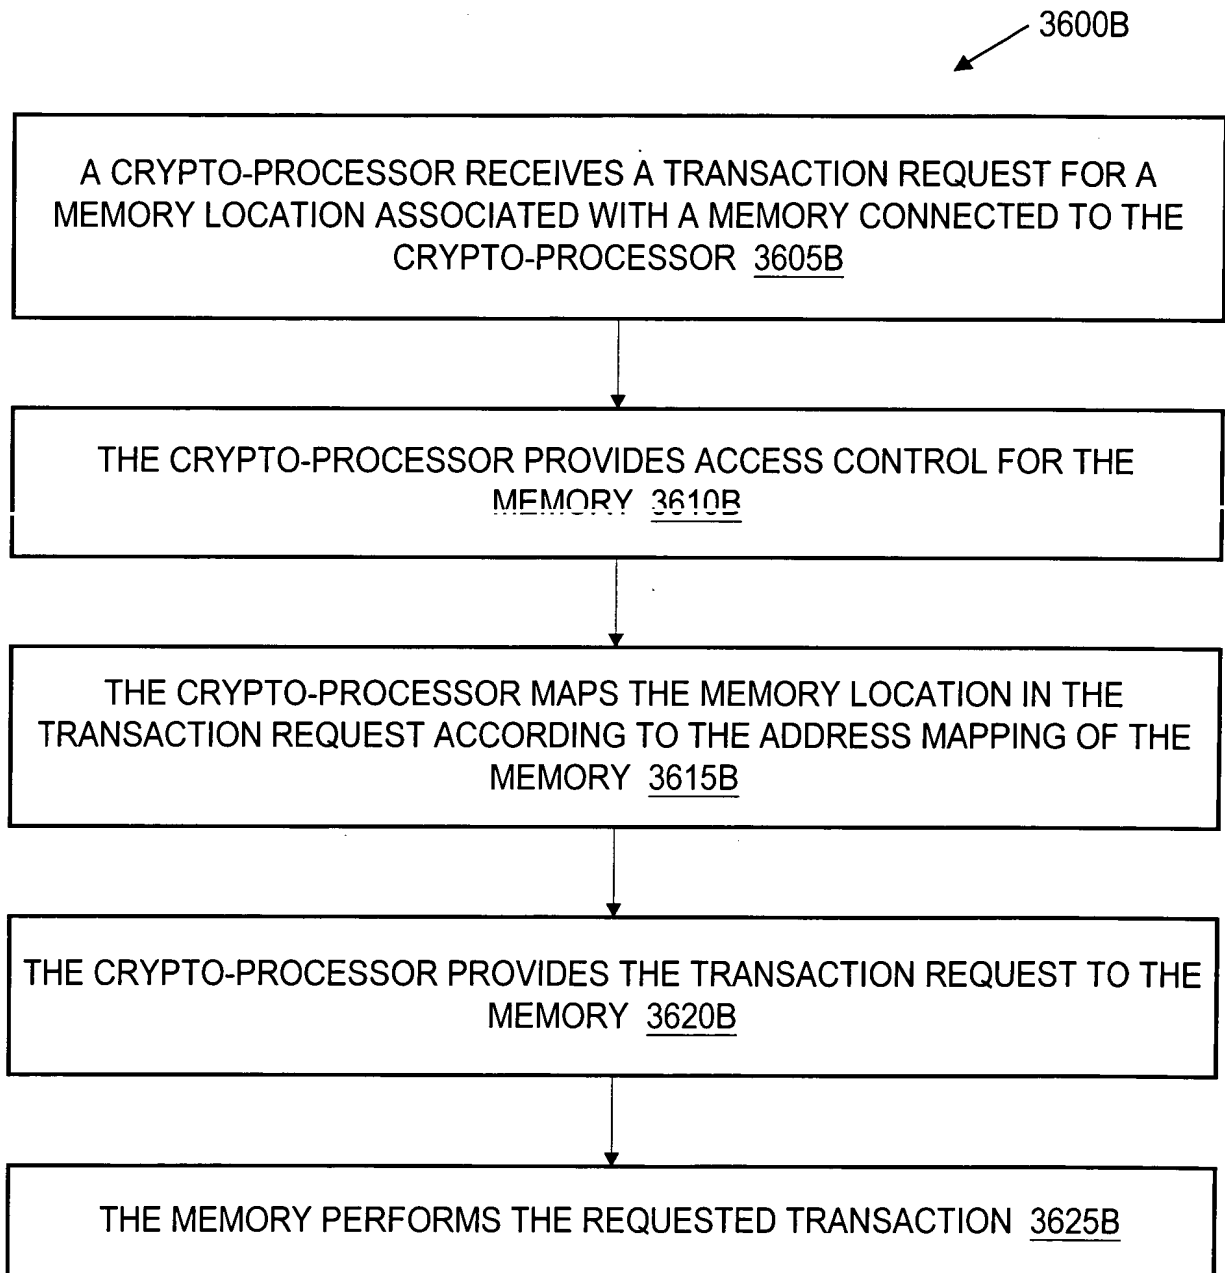 3600B
A CRYPTO-PROCESSOR RECEIVES A TRANSACTION REQUEST FOR A
MEMORY LOCATION ASSOCIATED WITH A MEMORY CONNECTED TO THE
CRYPTO-PROCESSOR 3605B
THE CRYPTO-PROCESSOR PROVIDES ACCESS CONTROL FOR THE
MEMORY 3610B
THE CRYPTO-PROCESSOR MAPS THE MEMORY LOCATION IN THE
TRANSACTION REQUEST ACCORDING TO THE ADDRESS MAPPING OF THE
MEMORY 3615B
THE CRYPTO-PROCESSOR PROVIDES THE TRANSACTION REQUEST TO THE
MEMORY 3620B
THE MEMORY PERFORMS THE REQUESTED TRANSACTION 3625B